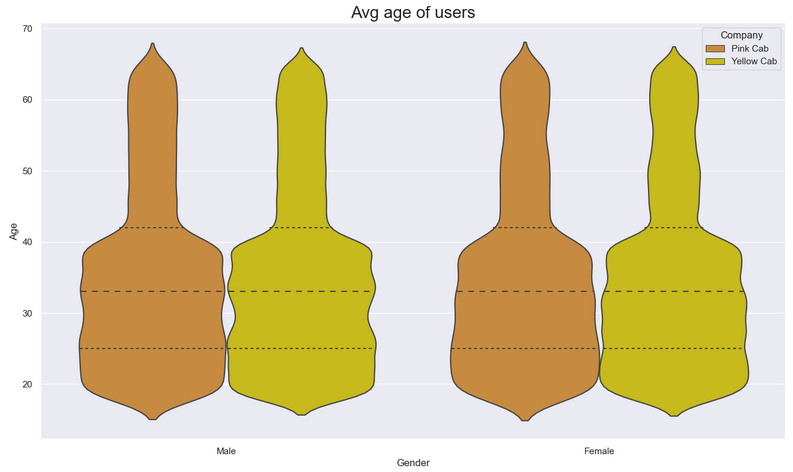 Avg age of users
Company
Pink Cab
Yellow Cab
70
60
50
40
30
20
Age
Male
Female
Gender